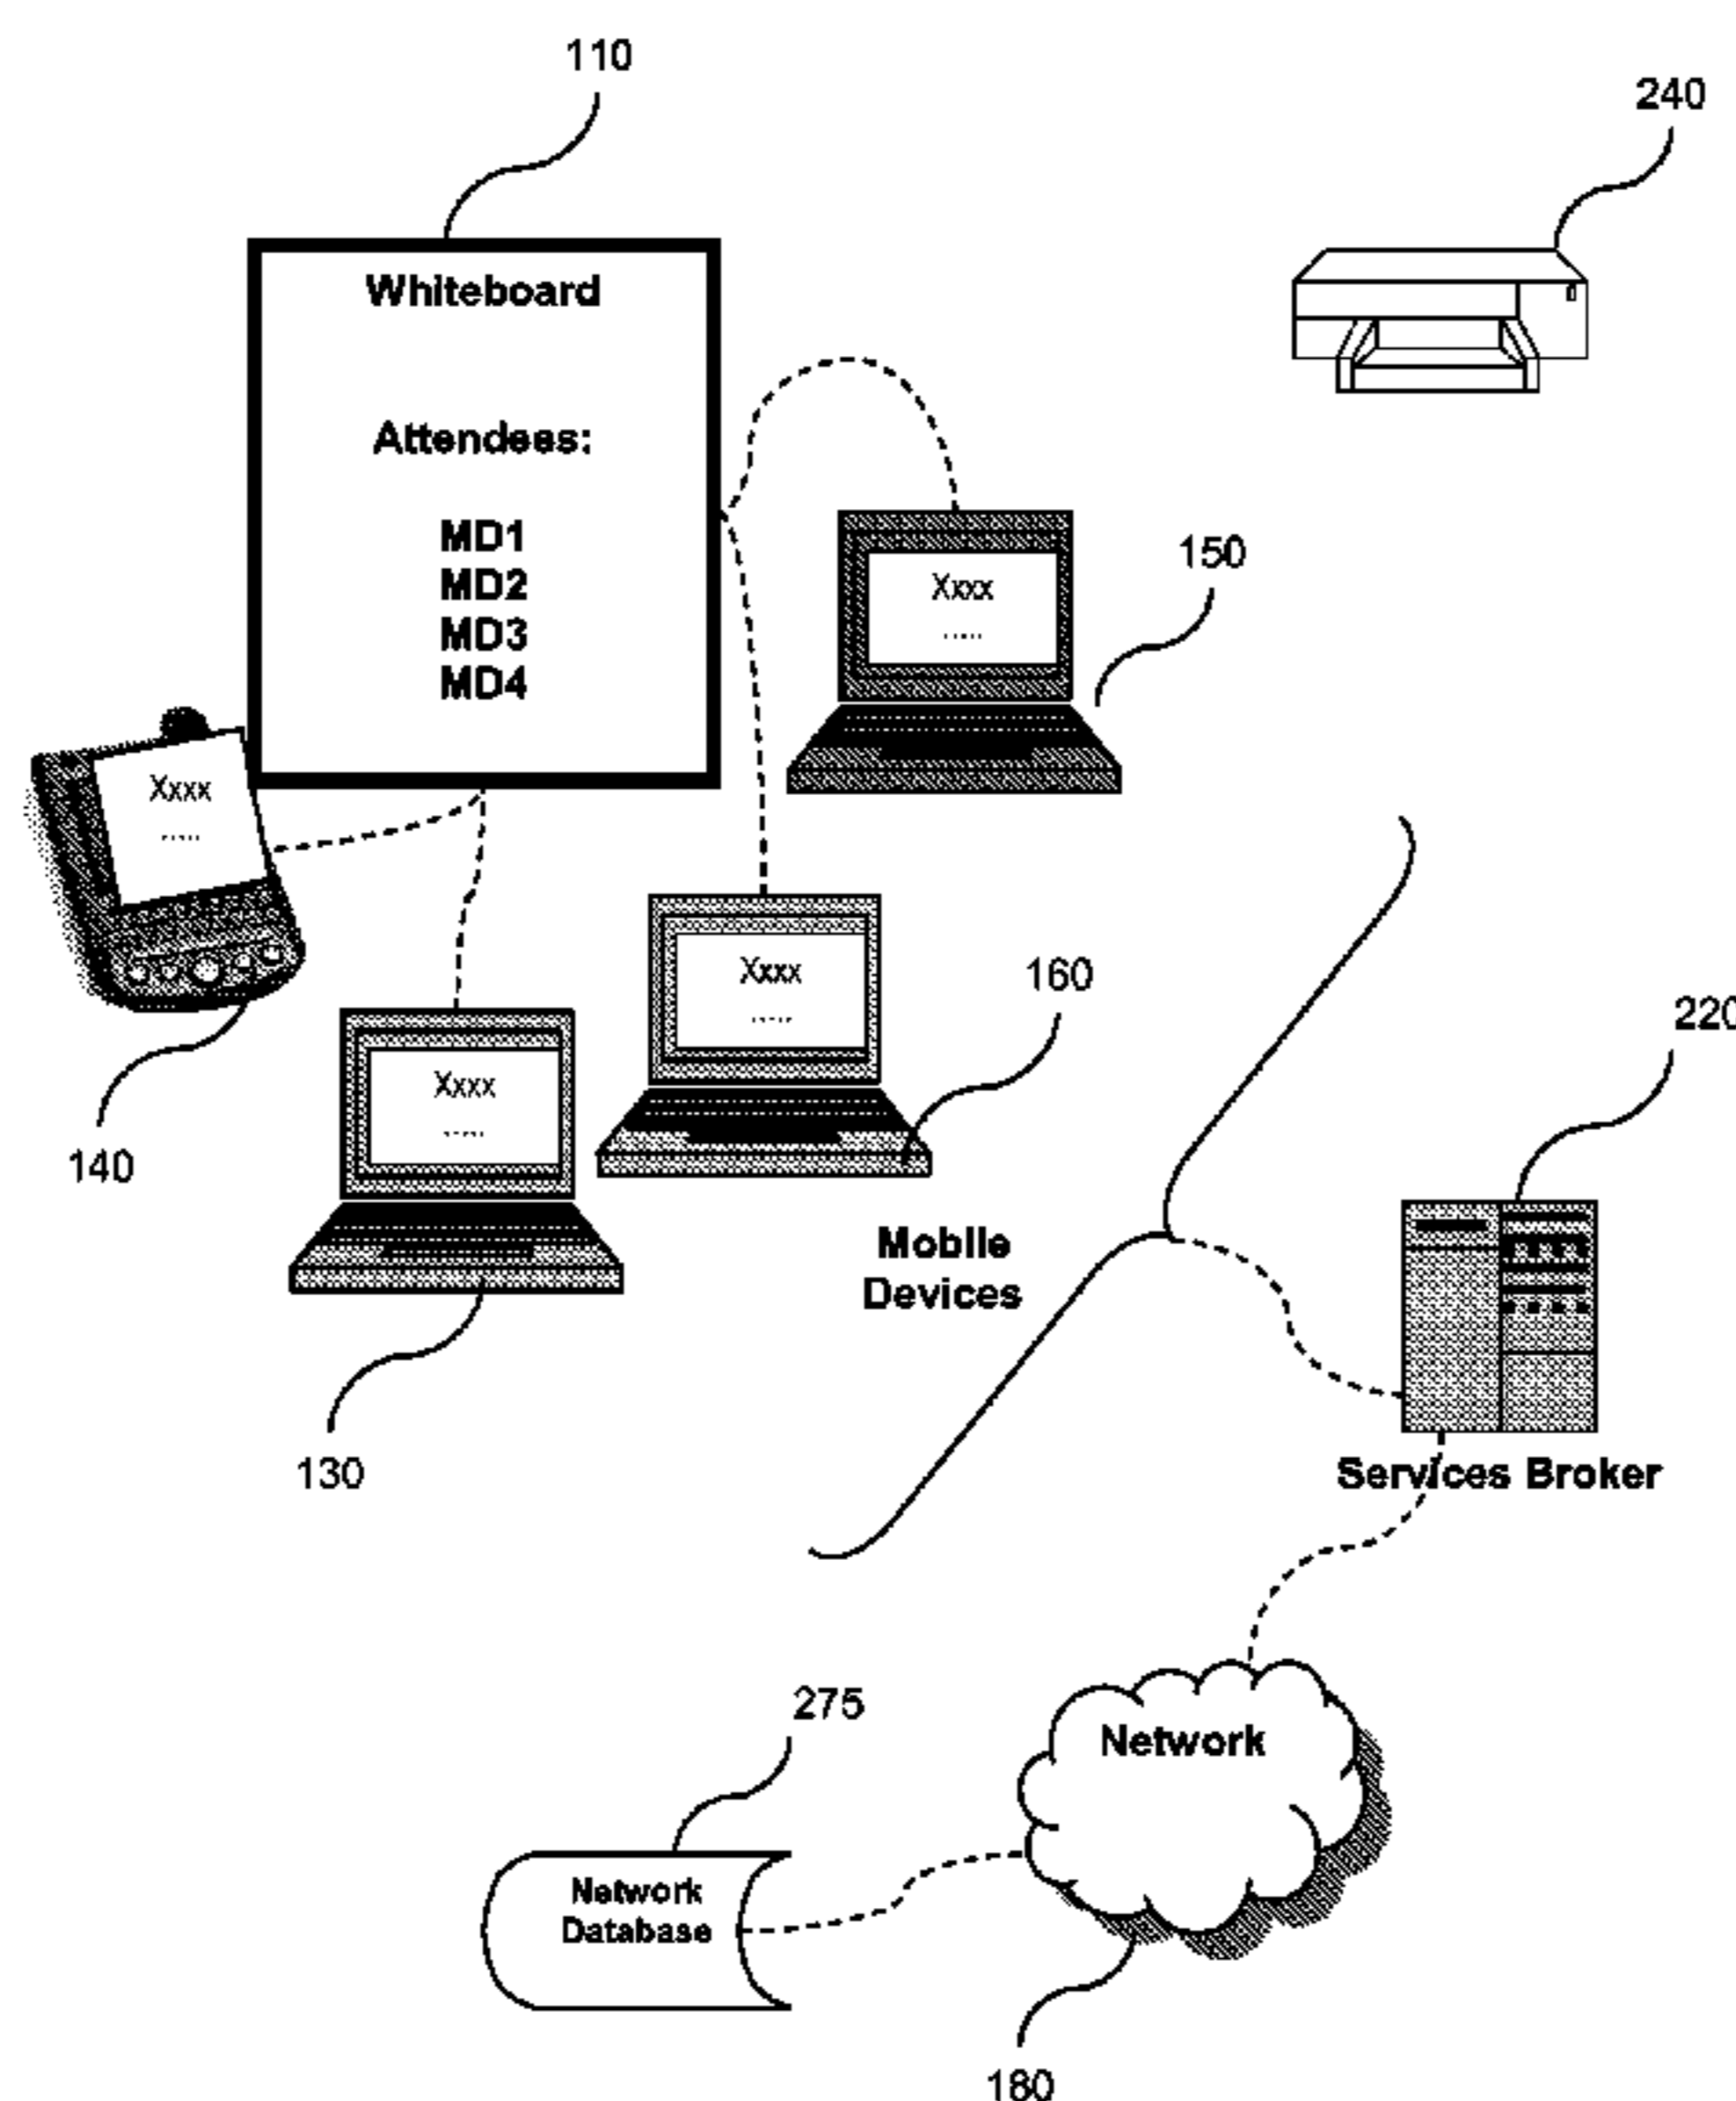 110
240
Whiteboard
Attendees:
MD1
MD2
MD3
MD4
150
Xxxx
.....
Xxxx
.....
140
Xxxx
.....
160
Xxxx
.....
130
Mobile
Devices
220
Services Broker
275
Network
Network
Database
180